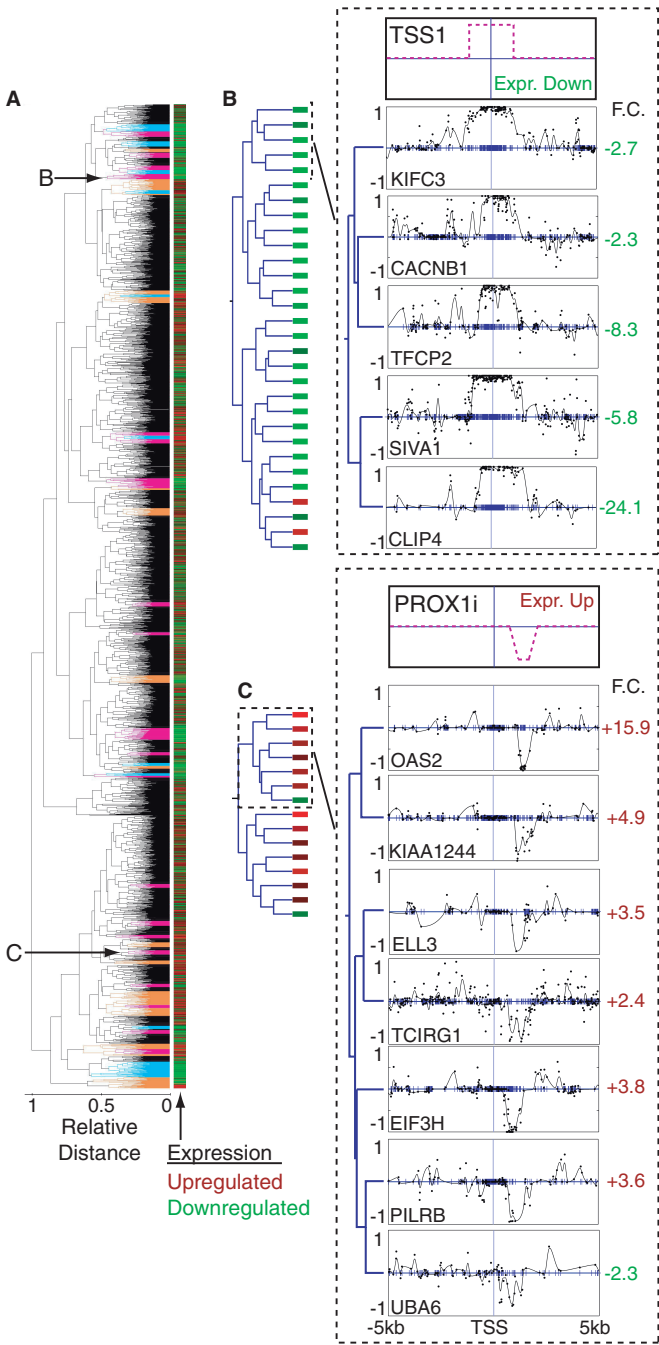 A
B
1
0.5
0
Relative
Distance
Expression
Upregulated
Downregulated
C
B
TSS1
Expr. Down
F.C.
1
-1
KIFC3
-2.7
1
-1
CACNB1
-2.3
1
-1
TFCP2
-8.3
1
-1
SIVA1
-5.8
1
-1
CLIP4
-24.1
C
PROX1i
Expr. Up
F.C.
1
-1
OAS2
+15.9
1
-1
KIAA1244
+4.9
1
-1
ELL3
+3.5
1
-1
TCIRG1
+2.4
1
-1
EIF3H
+3.8
1
-1
PILRB
+3.6
1
-1
UBA6
-2.3
-5kb
TSS
5kb